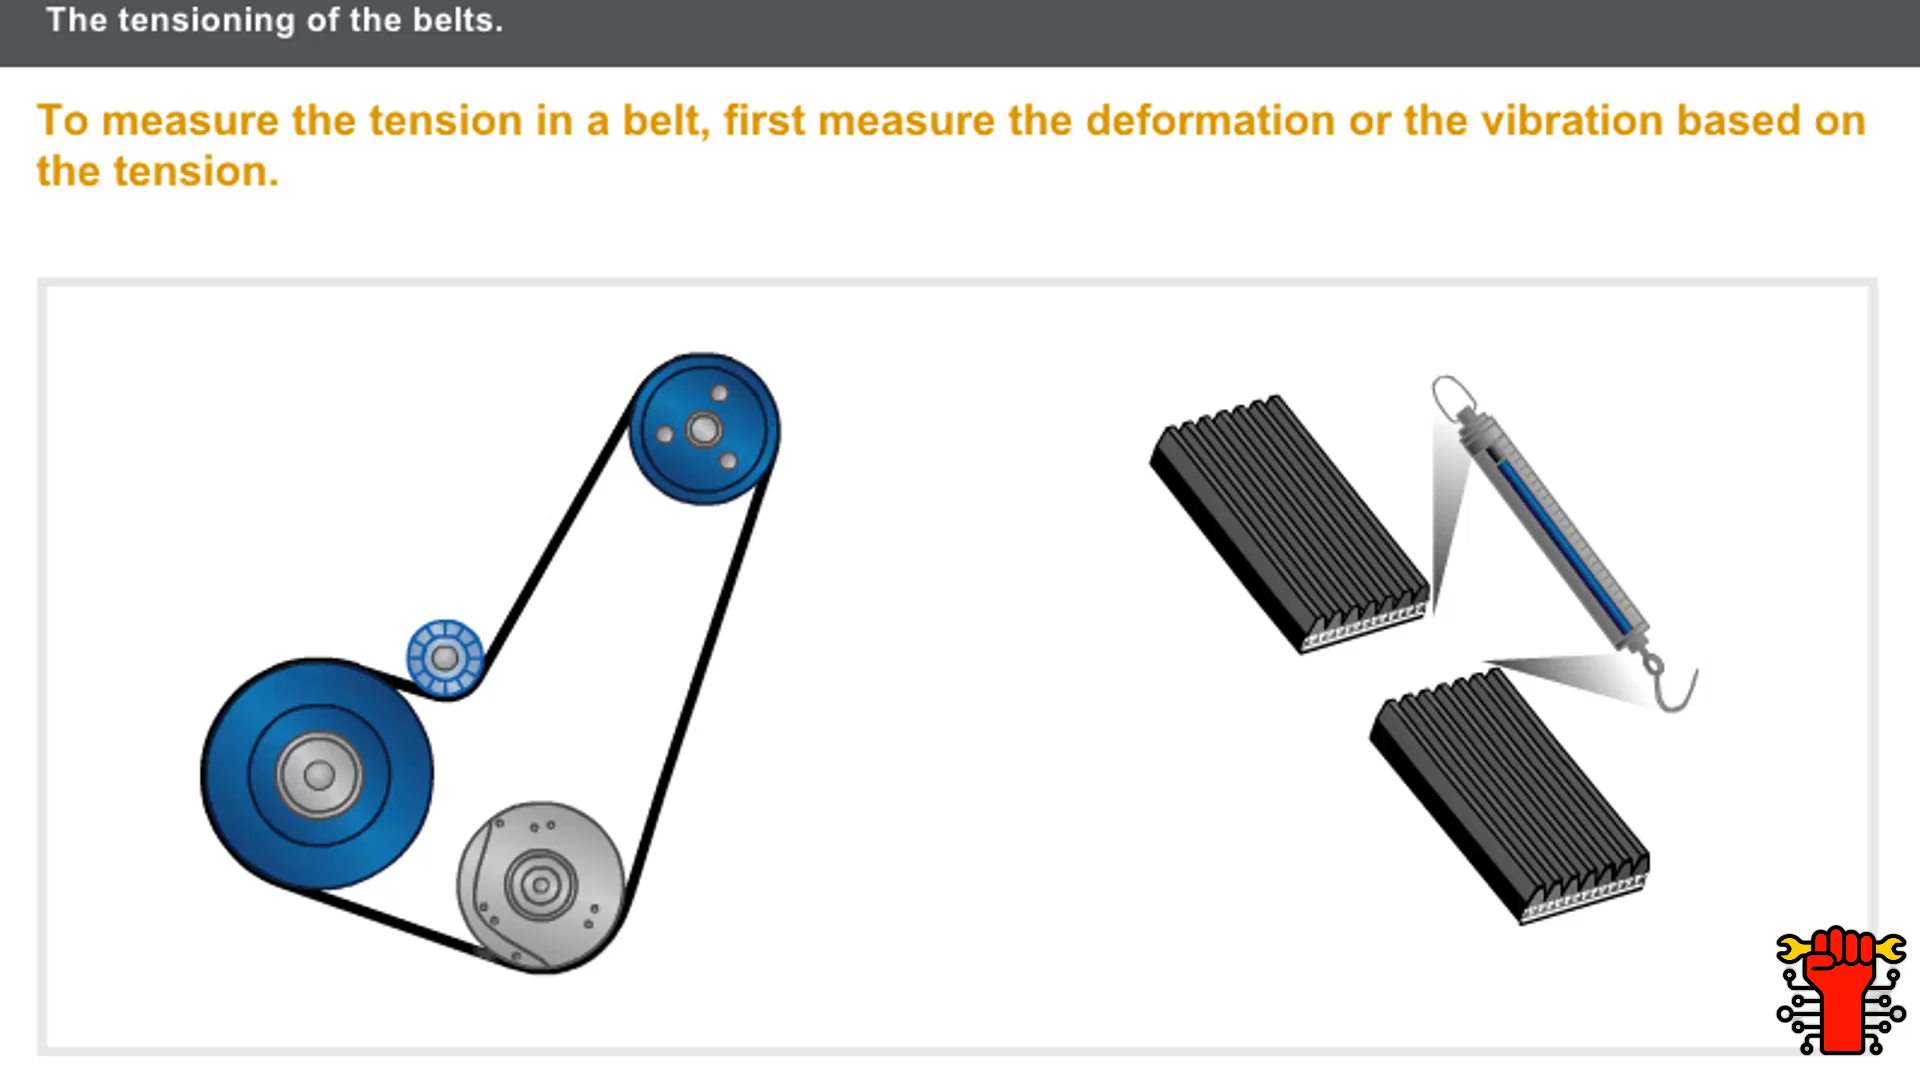 The tensioning of the belts.
To measure the tension in a belt, first measure the deformation or the vibration based on
the tension.